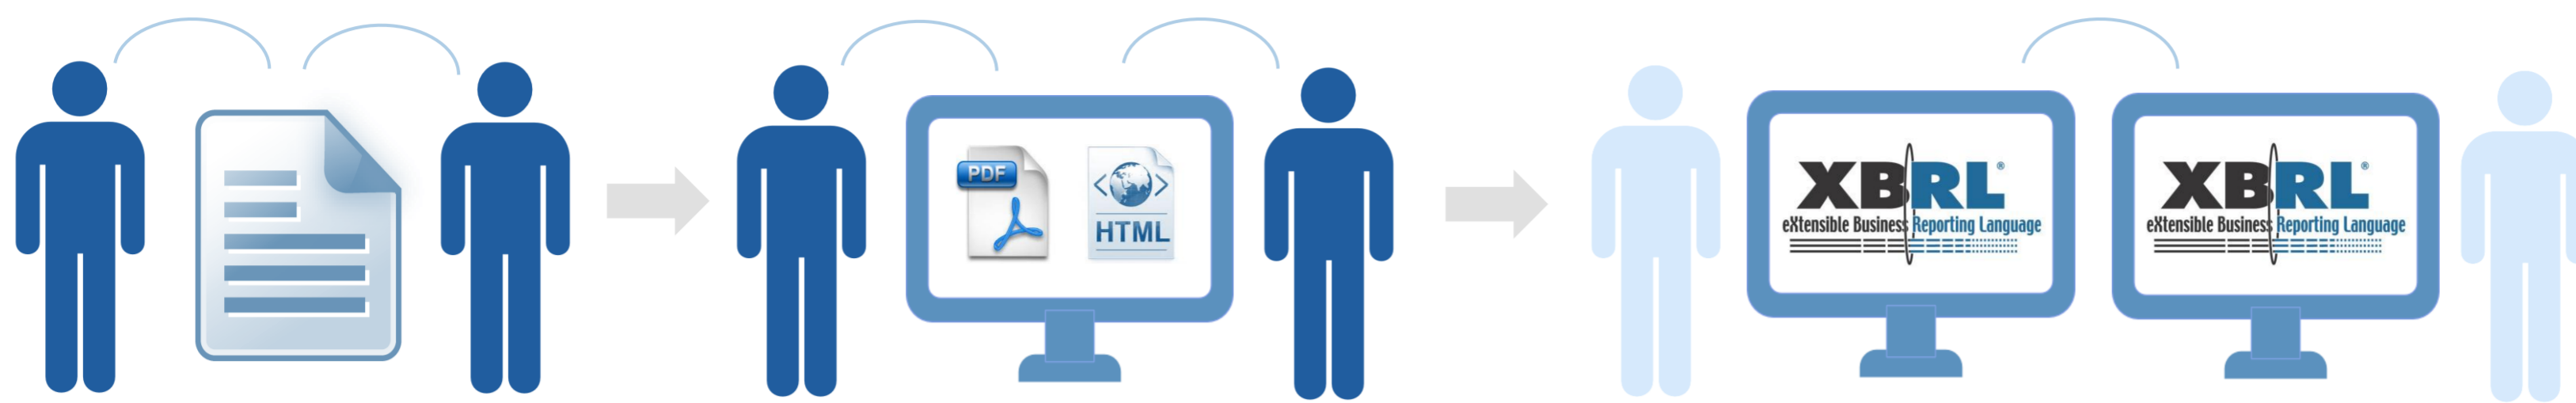 PDF
HTML
XBRL®
eXtensible Business Reporting Language
XBRL®
eXtensible Business Reporting Language